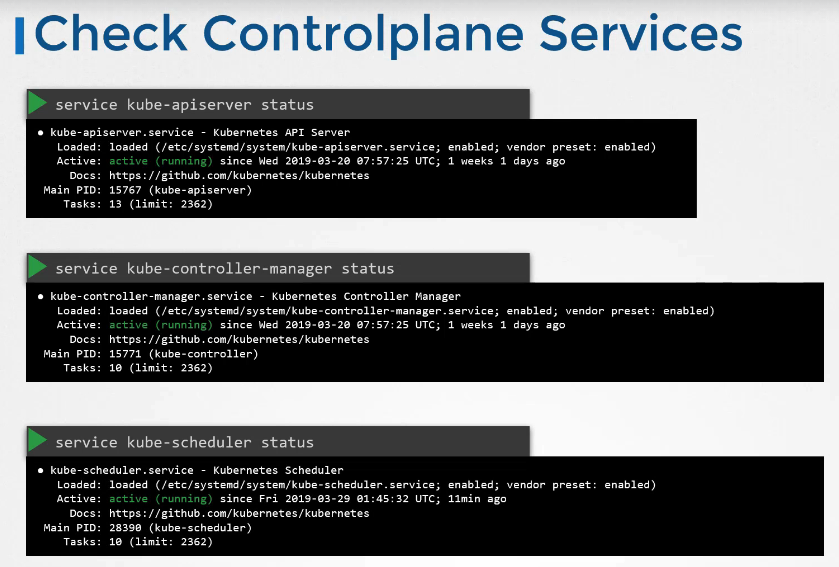 Check Controlplane Services
service kube-apiserver status
● kube-apiserver.service - Kubernetes API Server
Loaded: loaded (/etc/systemd/system/kube-apiserver.service; enabled; vendor preset: enabled)
Active: active (running) since Wed 2019-03-20 07:57:25 UTC; 1 weeks 1 days ago
Docs: https://github.com/kubernetes/kubernetes
Main PID: 15767 (kube-apiserver)
Tasks: 13 (limit: 2362)
service kube-controller-manager status
● kube-controller-manager.service - Kubernetes Controller Manager
Loaded: loaded (/etc/systemd/system/kube-controller-manager.service; enabled; vendor preset: enabled)
Active: active (running) since Wed 2019-03-20 07:57:25 UTC; 1 weeks 1 days ago
Docs: https://github.com/kubernetes/kubernetes
Main PID: 15771 (kube-controller)
Tasks: 10 (limit: 2362)
service kube-scheduler status
● kube-scheduler.service - Kubernetes Scheduler
Loaded: loaded (/etc/systemd/system/kube-scheduler.service; enabled; vendor preset: enabled)
Active: active (running) since Fri 2019-03-29 01:45:32 UTC; 11min ago
Docs: https://github.com/kubernetes/kubernetes
Main PID: 28390 (kube-scheduler)
Tasks: 10 (limit: 2362)